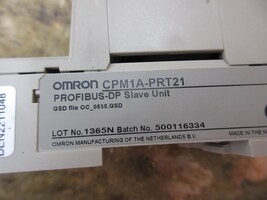 OMRON CPM1A-PRT21
PROFIBUS-DP Slave Unit
GSD file OC_0658.GSD
LOT No.1365N Batch No. 500116334
OMRON MANUFACTURING OF THE NETHERLANDS
MADE IN THE N